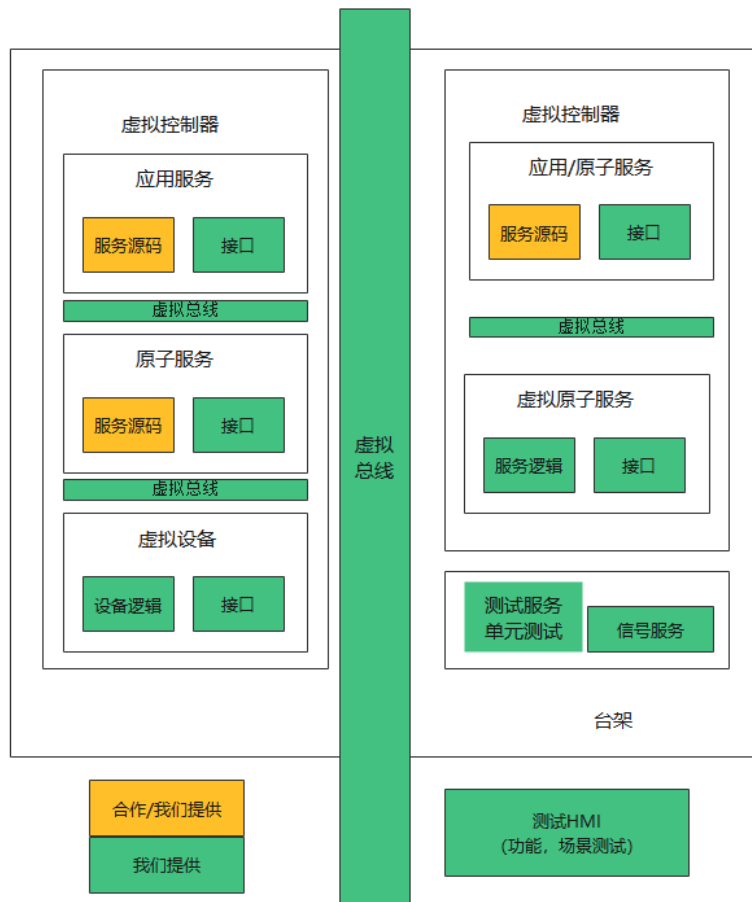 虚拟控制器
应用服务
服务源码
接口
虚拟总线
原子服务
服务源码
接口
虚拟总线
虚拟设备
设备逻辑
接口
虚拟
总线
虚拟控制器
应用/原子服务
服务源码
接口
虚拟总线
虚拟原子服务
服务逻辑
接口
测试服务
单元测试
信号服务
台架
合作/我们提供
我们提供
测试HMI
(功能，场景测试)